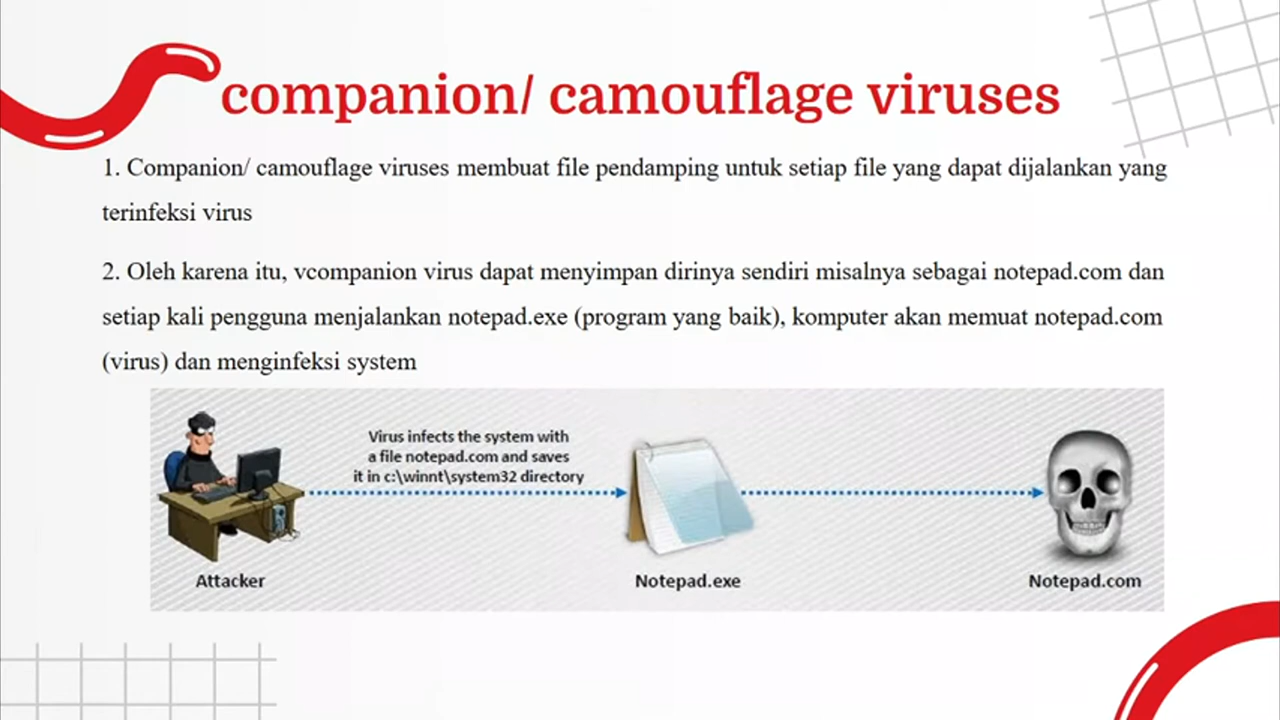 companion/ camouflage viruses
1. Companion/ camouflage viruses membuat file pendamping untuk setiap file yang dapat dijalankan yang
terinfeksi virus
2. Oleh karena itu, vcompanion virus dapat menyimpan dirinya sendiri misalnya sebagai notepad.com dan
setiap kali pengguna menjalankan notepad.exe (program yang baik), komputer akan memuat notepad.com
(virus) dan menginfeksi system
Virus infects the system with
a file notepad.com and saves
it in c:\winnt\system32 directory
Attacker
Notepad.exe
Notepad.com